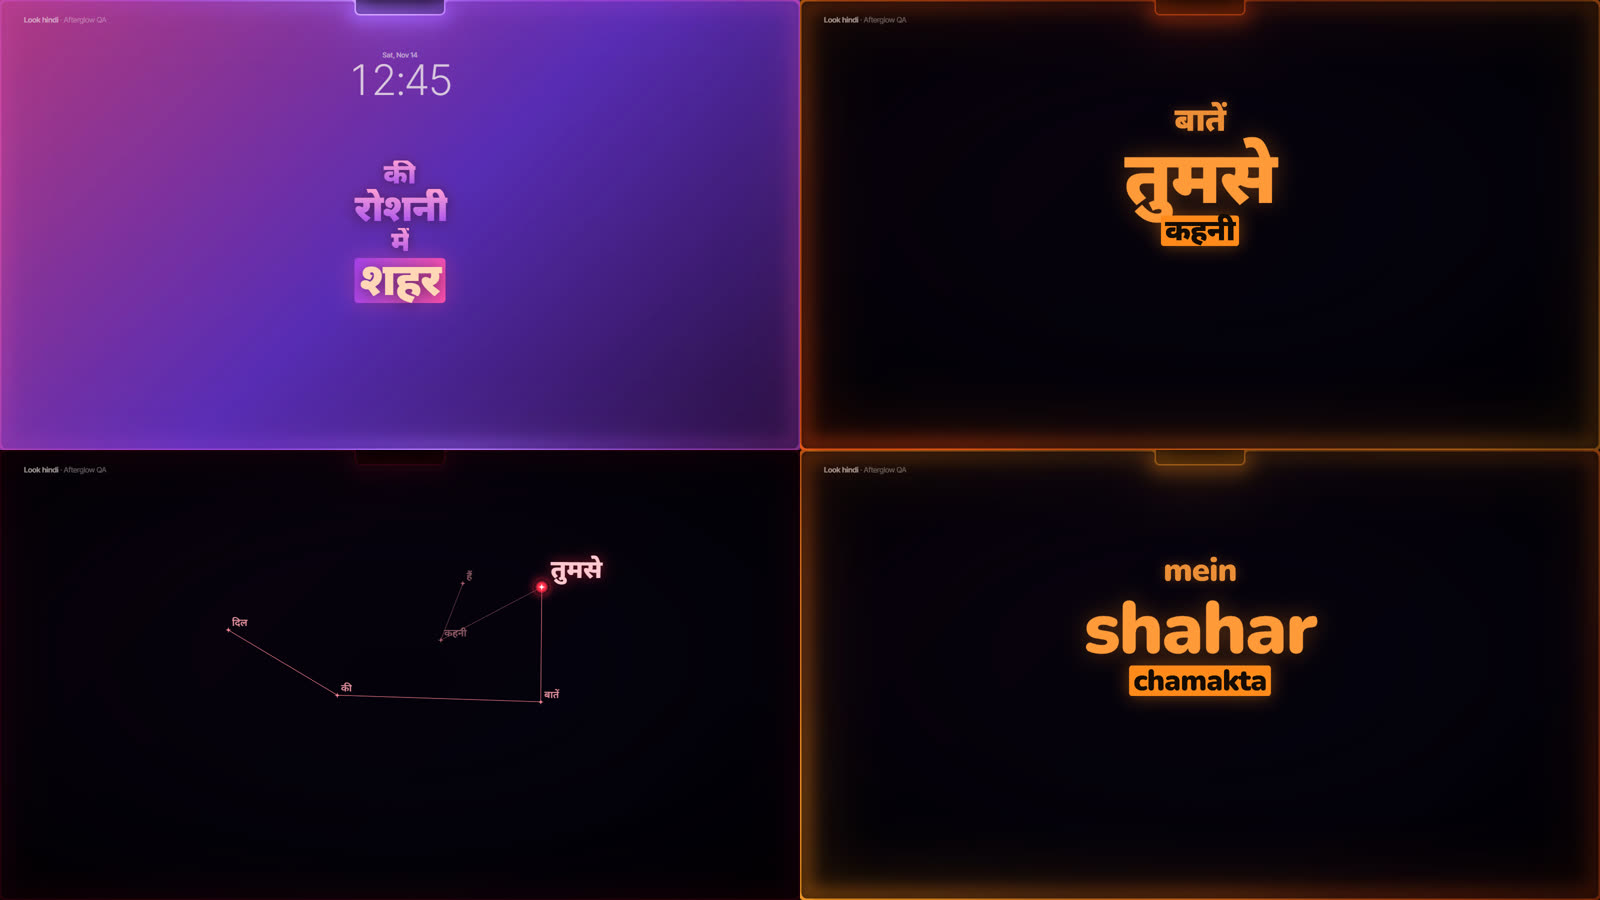 Look hindi · Afterglow QA
Sat, Nov 14
12:45
की
रोशनी
में
शहर
Look hindi · Afterglow QA
बातें
तुमसे
कहनी
Look hindi · Afterglow QA
तुमसे
दिल
कहनी
की
बातें
Look hindi · Afterglow QA
mein
shahar
chamakta